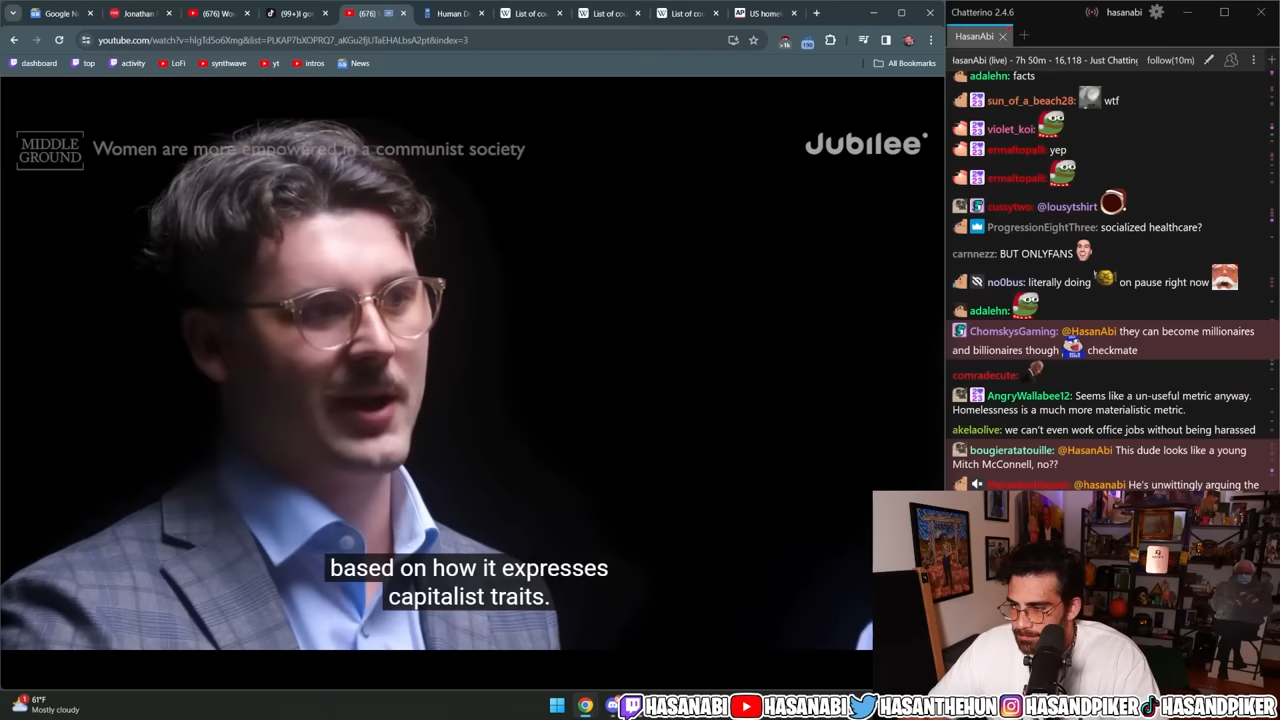 Google N
Jonathan
(676) Wo
(99+)I go
(676)
Human D
List of co
List of co
List of co
US home
youtube.com/watch?v=hlgTd5o6Xmg&list=PLKAP7bXOPRQ7_aKGu2fjUTaEHALbsA2pt&index=3
dashboard
top
activity
LoFi
synthwave
yt
intros
News
All Bookmarks
MIDDLE
GROUND
Women are more empowered in a communist society
Jubilee
based on how it expresses
capitalist traits.
Chatterino 2.4.6
hasanabi
HasanAbi
HasanAbi (live) - 7h 50m - 16,118 - Just Chatting
follow(10m)
adalehn: facts
sun_of_a_beach28: wtf
violet_koi:
ermaltopalli: yep
ermaltopalli:
cussytwo: @lousytshirt
ProgressionEightThree: socialized healthcare?
carnnezz: BUT ONLYFANS
no0bus: literally doing on pause right now
adalehn:
ChomskysGaming: @HasanAbi they can become millionaires
and billionaires though checkmate
comradecute:
AngryWallabee12: Seems like a un-useful metric anyway.
Homelessness is a much more materialistic metric.
akelaolive: we can't even work office jobs without being harassed
bougieratatouille: @HasanAbi This dude looks like a young
Mitch McConnell, no??
@hasanabi He's unwittingly arguing the
61°F
Mostly cloudy
HASANABI
HASANABI
HASANTHEHUN
HASANDPIKER
HASANDPIKER